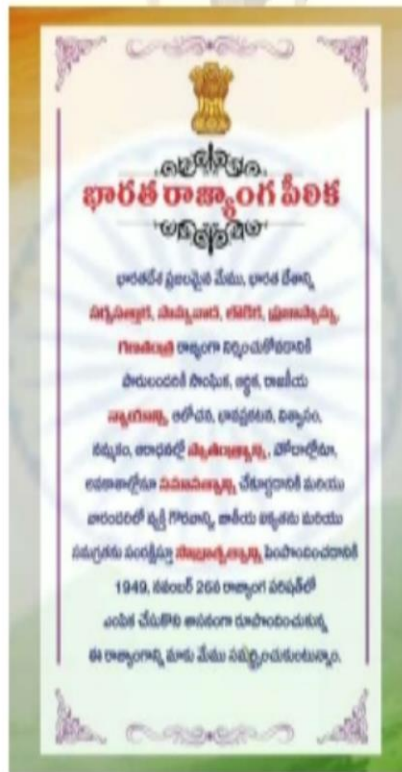 భారత రాజ్యాంగ పీఠిక
భారతదేశ ప్రజలమైన మేము, భారత దేశాన్ని
సర్వసత్తాక, సామ్యవాద, లౌకిక, ప్రజాస్వామ్య,
గణతంత్ర రాజ్యంగా నిర్మించుకోవడానికి
పౌరులందరికీ సాంఘిక, ఆర్థిక, రాజకీయ
న్యాయాన్ని, ఆలోచన, భావప్రకటన, విశ్వాసం,
నమ్మకం, ఆరాధనల్లో స్వాతంత్ర్యాన్ని, హోదాల్లోనూ,
అవకాశాల్లోనూ సమానత్వాన్ని చేకూర్చడానికి మరియు
వారందరిలో వ్యక్తి గౌరవాన్ని, జాతీయ ఐక్యతను మరియు
సమగ్రతను సంరక్షిస్తూ సౌభ్రాతృత్వాన్ని పెంపొందించడానికి
1949, నవంబర్ 26న రాజ్యాంగ పరిషత్‌లో
ఎంపిక చేసుకొని శాసనంగా రూపొందించుకున్న
ఈ రాజ్యాంగాన్ని మాకు మేము సమర్పించుకుంటున్నాం.